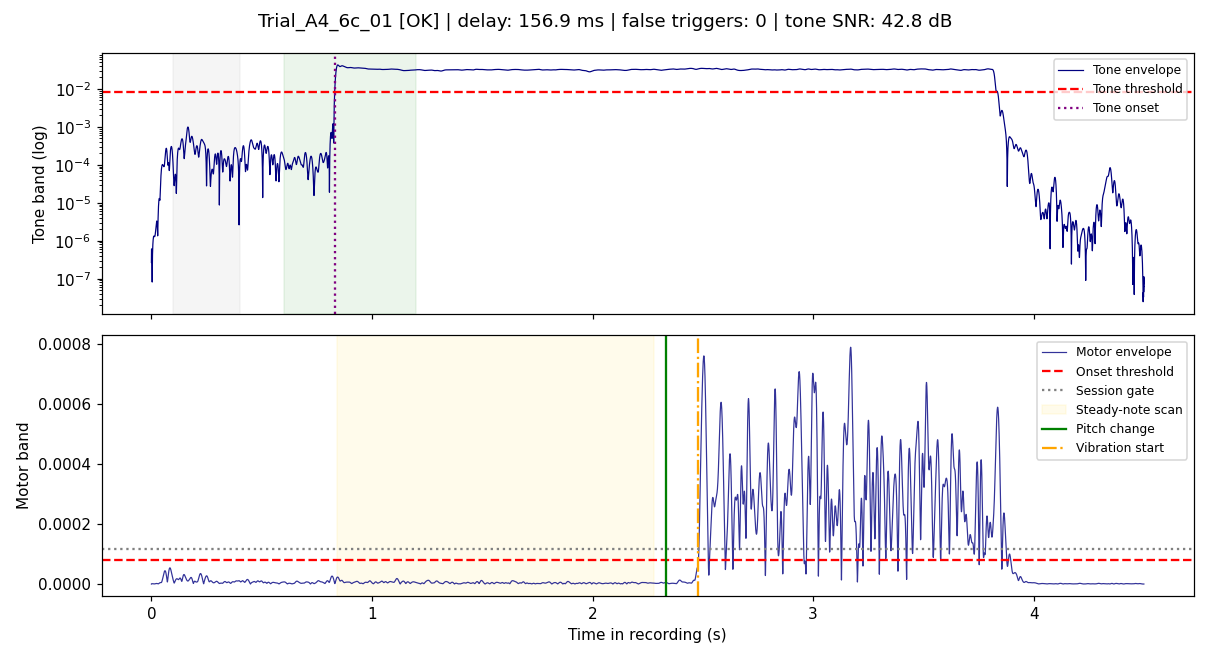 Trial_A4_6c_01 [OK] | delay: 156.9 ms | false triggers: 0 | tone SNR: 42.8 dB
Tone band (log)
10⁻²
10⁻³
10⁻⁴
10⁻⁵
10⁻⁶
10⁻⁷
Tone envelope
Tone threshold
Tone onset
Motor band
0.0008
0.0006
0.0004
0.0002
0.0000
Motor envelope
Onset threshold
Session gate
Steady-note scan
Pitch change
Vibration start
0 1 2 3 4
Time in recording (s)